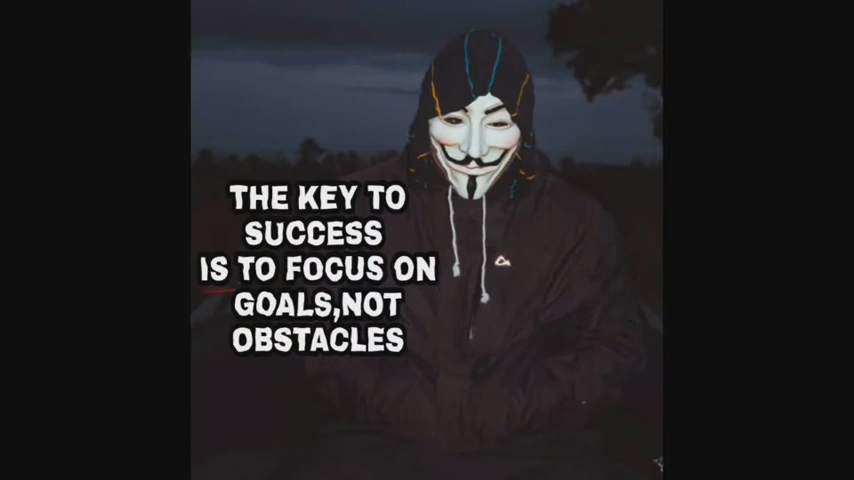 THE KEY TO
SUCCESS
IS TO FOCUS ON
GOALS,NOT
OBSTACLES